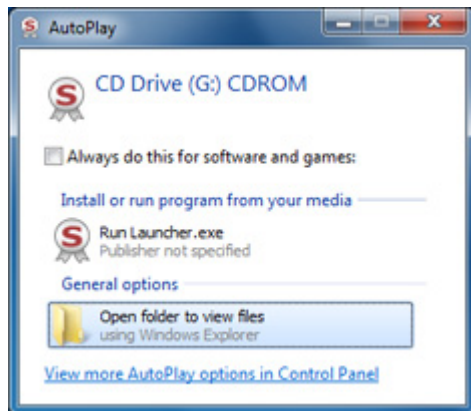 AutoPlay
CD Drive (G:) CDROM
Always do this for software and games:
Install or run program from your media
S Run Launcher.exe
Publisher not specified
General options
Open folder to view files
using Windows Explorer
View more AutoPlay options in Control Panel